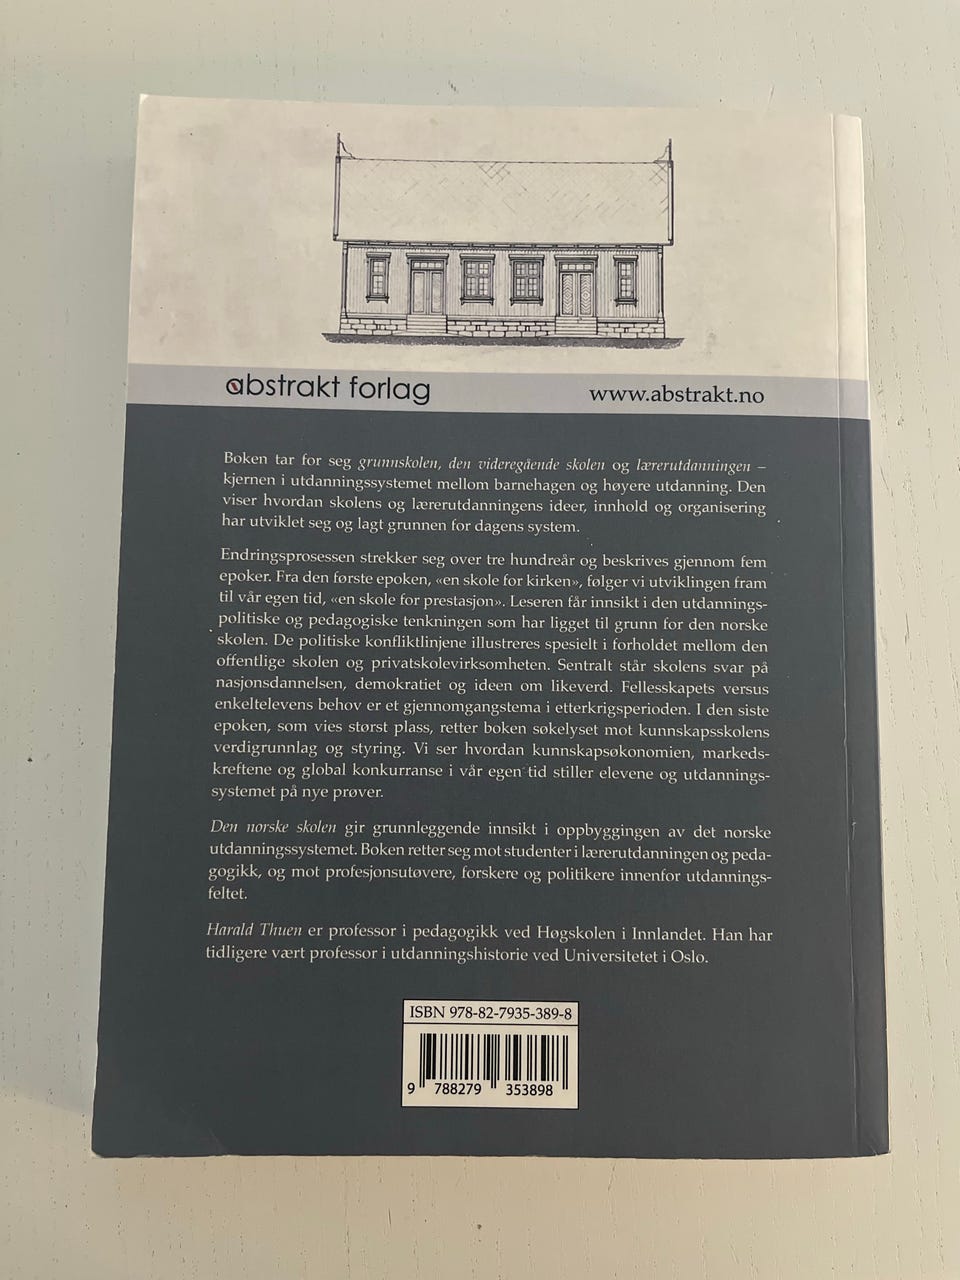 abstrakt forlag
www.abstrakt.no
Boken tar for seg grunnskolen, den videregående skolen og lærerutdanningen –
kjernen i utdanningssystemet mellom barnehagen og høyere utdanning. Den
viser hvordan skolens og lærerutdanningens ideer, innhold og organisering
har utviklet seg og lagt grunnen for dagens system.
Endringsprosessen strekker seg over tre hundreår og beskrives gjennom fem
epoker. Fra den første epoken, «en skole for kirken», følger vi utviklingen fram
til vår egen tid, «en skole for prestasjon». Leseren får innsikt i den utdannings-
politiske og pedagogiske tenkningen som har ligget til grunn for den norske
skolen. De politiske konfliktlinjene illustreres spesielt i forholdet mellom den
offentlige skolen og privatskolevirksomheten. Sentralt står skolens svar på
nasjonsdannelsen, demokratiet og ideen om likeverd. Fellesskapets versus
enkeltelevens behov er et gjennomgangstema i etterkrigsperioden. I den siste
epoken, som vies størst plass, retter boken søkelyset mot kunnskapsskolens
verdigrunnlag og styring. Vi ser hvordan kunnskapsøkonomien, markeds-
kreftene og global konkurranse i vår egen tid stiller elevene og utdannings-
systemet på nye prøver.
Den norske skolen gir grunnleggende innsikt i oppbyggingen av det norske
utdanningssystemet. Boken retter seg mot studenter i lærerutdanningen og peda-
gogikk, og mot profesjonsutøvere, forskere og politikere innenfor utdannings-
feltet.
Harald Thuen er professor i pedagogikk ved Høgskolen i Innlandet. Han har
tidligere vært professor i utdanningshistorie ved Universitetet i Oslo.
ISBN 978-82-7935-389-8
9 788279 353898